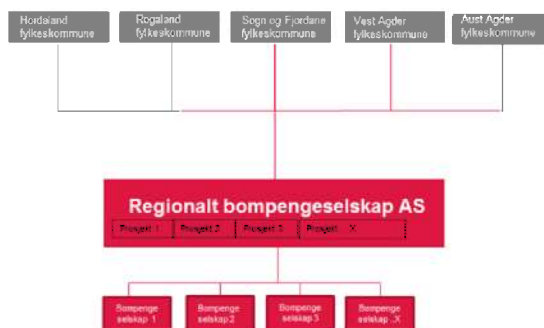 Hordaland
fylkeskommune
Rogaland
fylkeskommune
Sogn og Fjordane
fylkeskommune
Vest Agder
fylkeskommune
Aust Agder
fylkeskommune
Regionalt bompengeselskap AS
Prosjekt 1
Prosjekt 2
Prosjekt 3
Prosjekt ..X
Bompenge
selskap 1
Bompenge
selskap 2
Bompenge
selskap 3
Bompenge
selskap .X